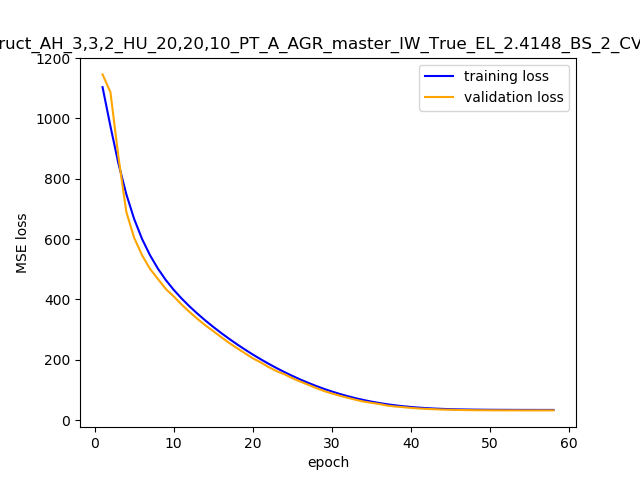 ruct_AH_3,3,2_HU_20,20,10_PT_A_AGR_master_IW_True_EL_2.4148_BS_2_CV
1200
1000
800
600
400
200
0
MSE loss
training loss
validation loss
0 10 20 30 40 50 60
epoch